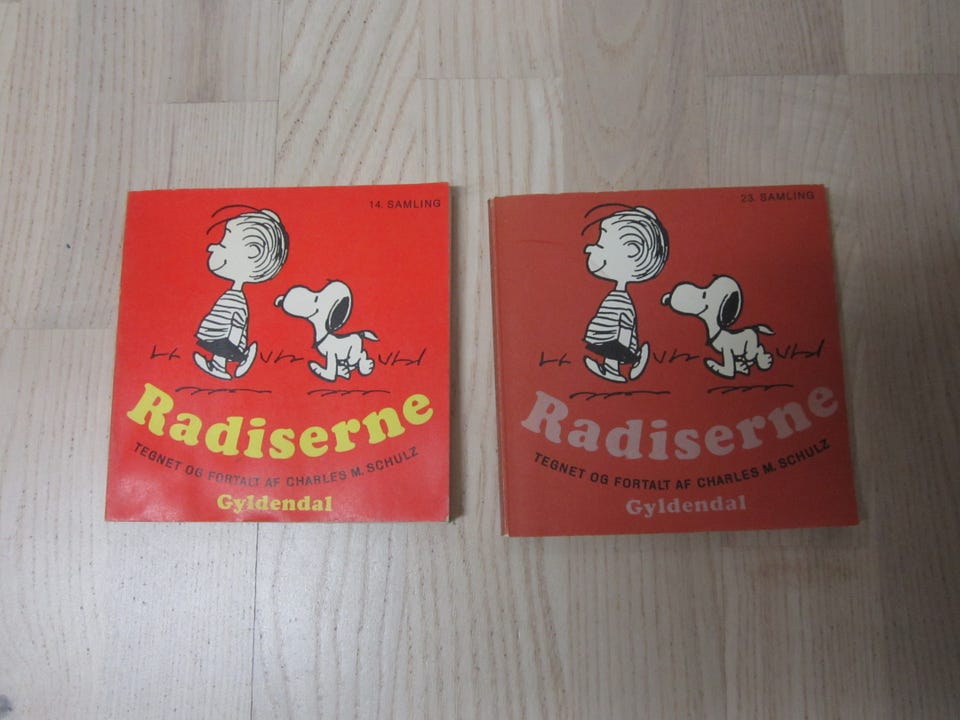 14. SAMLING
Radiserne
TEGNET OG FORTALT AF CHARLES M. SCHULZ
Gyldendal
23. SAMLING
Radiserne
TEGNET OG FORTALT AF CHARLES M. SCHULZ
Gyldendal